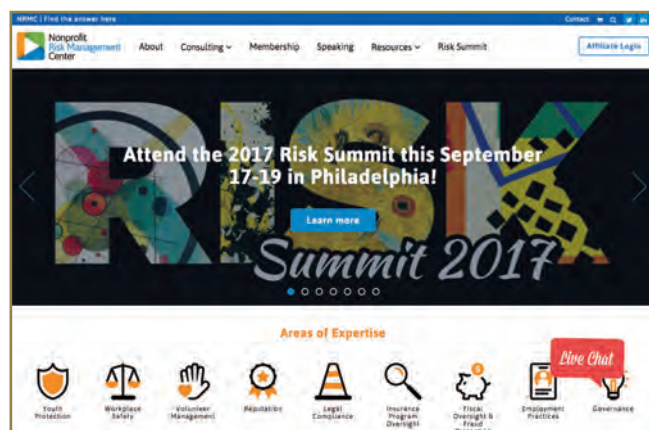 NRMC | Find the answer here
Contact
Nonprofit
Risk Management
Center
About Consulting Membership Speaking Resources Risk Summit
Affiliate Login
RISK
Attend the 2017 Risk Summit this September
17-19 in Philadelphia!
Learn more
Summit 2017
Areas of Expertise
Live Chat
Youth
Protection
Workplace
Safety
Volunteer
Management
Reputation
Legal
Compliance
Insurance
Program
Oversight
Fiscal
Oversight &
Fraud
Employment
Practices
Governance